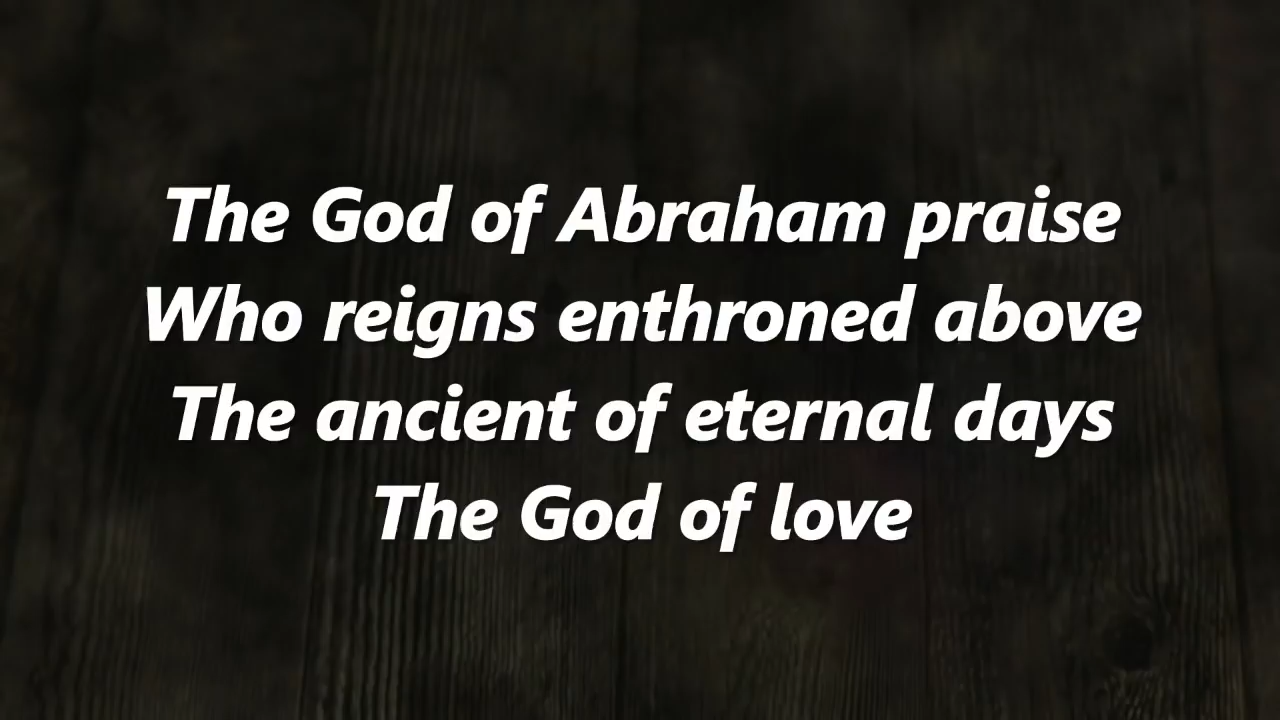 The God of Abraham praise
Who reigns enthroned above
The ancient of eternal days
The God of love